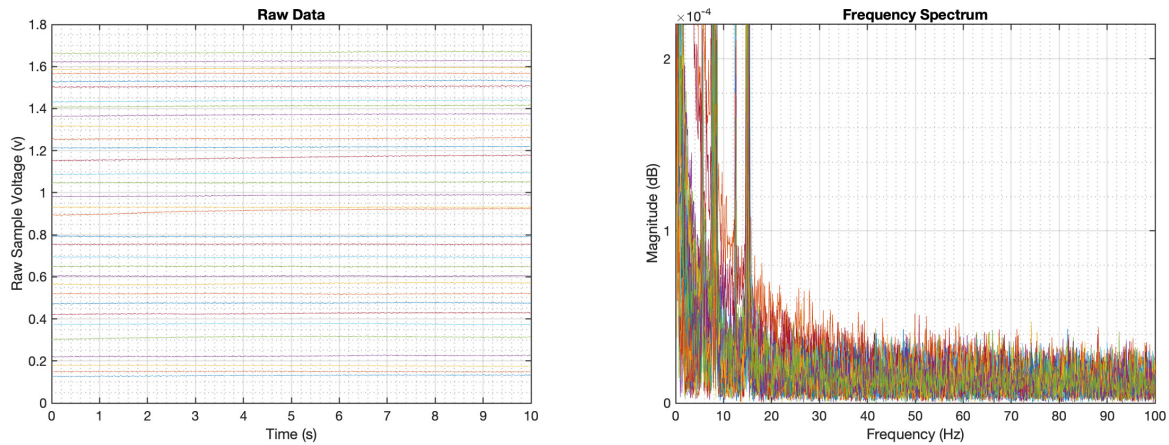 Raw Data
1.8
1.6
1.4
1.2
1
0.8
0.6
0.4
0.2
0
Raw Sample Voltage (v)
0 1 2 3 4 5 6 7 8 9 10
Time (s)
Frequency Spectrum
×10⁻⁴
2
1
0
Magnitude (dB)
0 10 20 30 40 50 60 70 80 90 100
Frequency (Hz)